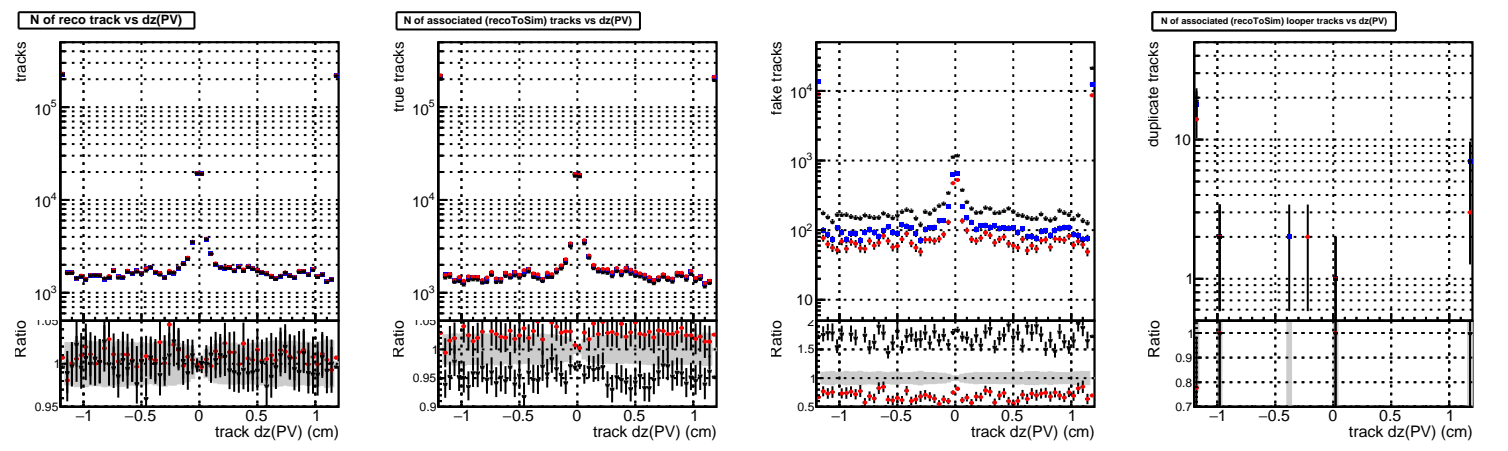 N of reco track vs dz(PV)
tracks
10^5
10^4
10^3
Ratio
1.05
1
0.95
−1 −0.5 0 0.5 1
track dz(PV) (cm)
N of associated (recoToSim) tracks vs dz(PV)
true tracks
10^5
10^4
10^3
Ratio
1.05
1
0.95
0.9
−1 −0.5 0 0.5 1
track dz(PV) (cm)
fake tracks
10^4
10^3
10^2
10
Ratio
2
1.5
1
0.5
−1 −0.5 0 0.5 1
track dz(PV) (cm)
N of associated (recoToSim) looper tracks vs dz(PV)
duplicate tracks
10
1
Ratio
1
0.9
0.8
0.7
−1 −0.5 0 0.5 1
track dz(PV) (cm)